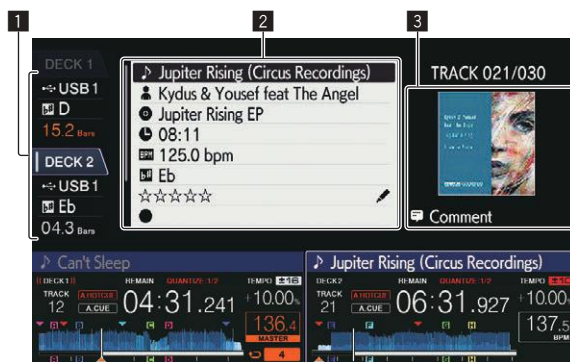 1
2
3
DECK 1
USB 1
D
15.2 Bars
DECK 2
USB 1
Eb
04.3 Bars
Jupiter Rising (Circus Recordings)
Kydus & Yousef feat The Angel
Jupiter Rising EP
08:11
BPM 125.0 bpm
Eb
TRACK 021/030
Comment
Can't Sleep
DECK1 REMAIN QUANTIZE: 1/2 TEMPO ±16
TRACK 12 A.HOTCUE A.CUE 04:31.241 +10.00%
136.4
MASTER
4
Jupiter Rising (Circus Recordings)
DECK2 REMAIN QUANTIZE: 1/2 TEMPO
TRACK 21 A.HOTCUE A.CUE 06:31.927 +10.00%
137.5
BPM